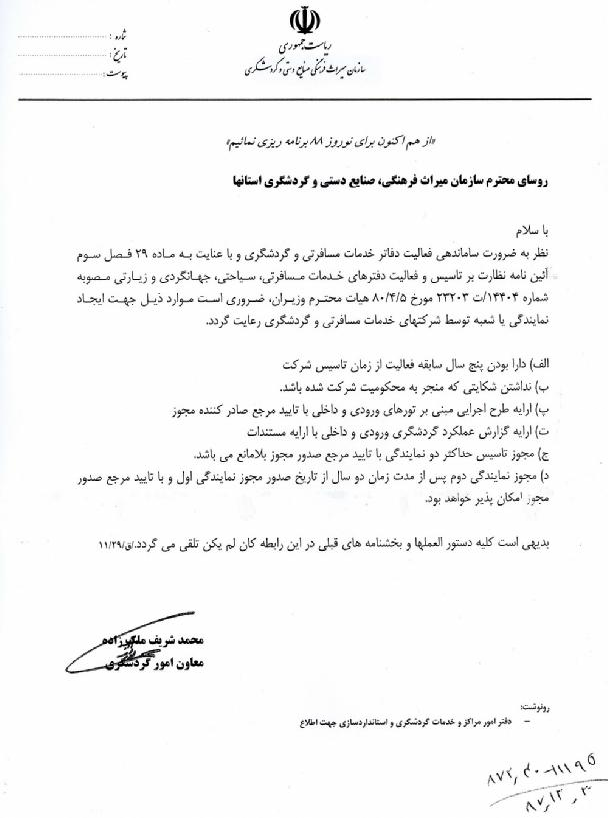 ریاست جمهوری
سازمان میراث فرهنگی، صنایع دستی و گردشگری
شماره :
تاریخ :
پیوست :
«از هم اکنون برای نوروز ۸۸ برنامه ریزی نمائیم»
روسای محترم سازمان میراث فرهنگی، صنایع دستی و گردشگری استانها
با سلام
نظر به ضرورت ساماندهی فعالیت دفاتر خدمات مسافرتی و گردشگری و با عنایت به ماده ۲۹ فصل سوم
آئین نامه نظارت بر تاسیس و فعالیت دفترهای خدمات مسافرتی، سیاحتی، جهانگردی و زیارتی مصوبه
شماره ۱۴۴۰۴/ت ۲۳۲۰۳ مورخ ۸۰/۴/۵ هیات محترم وزیران، ضروری است موارد ذیل جهت ایجاد
نمایندگی یا شعبه توسط شرکتهای خدمات مسافرتی و گردشگری رعایت گردد.
الف) دارا بودن پنج سال سابقه فعالیت از زمان تاسیس شرکت
ب) نداشتن شکایتی که منجر به محکومیت شرکت شده باشد.
پ) ارایه طرح اجرایی مبنی بر تورهای ورودی و داخلی با تایید مرجع صادر کننده مجوز
ت) ارایه گزارش عملکرد گردشگری ورودی و داخلی با ارایه مستندات
ج) مجوز تاسیس حداکثر دو نمایندگی با تایید مرجع صدور مجوز بلامانع می باشد.
د) مجوز نمایندگی دوم پس از مدت زمان دو سال از تاریخ صدور مجوز نمایندگی اول و با تایید مرجع صدور
مجوز امکان پذیر خواهد بود.
بدیهی است کلیه دستور العملها و بخشنامه های قبلی در این رابطه کان لم یکن تلقی می گردد./ق/۱۱/۲۹
محمد شریف ملک‌زاده
معاون امور گردشگری
رونوشت:
- دفتر امور مراکز و خدمات گردشگری و استانداردسازی جهت اطلاع
۸۷۲,۳۰-۱۱۱۹۵
۸۷,۱۲,۳